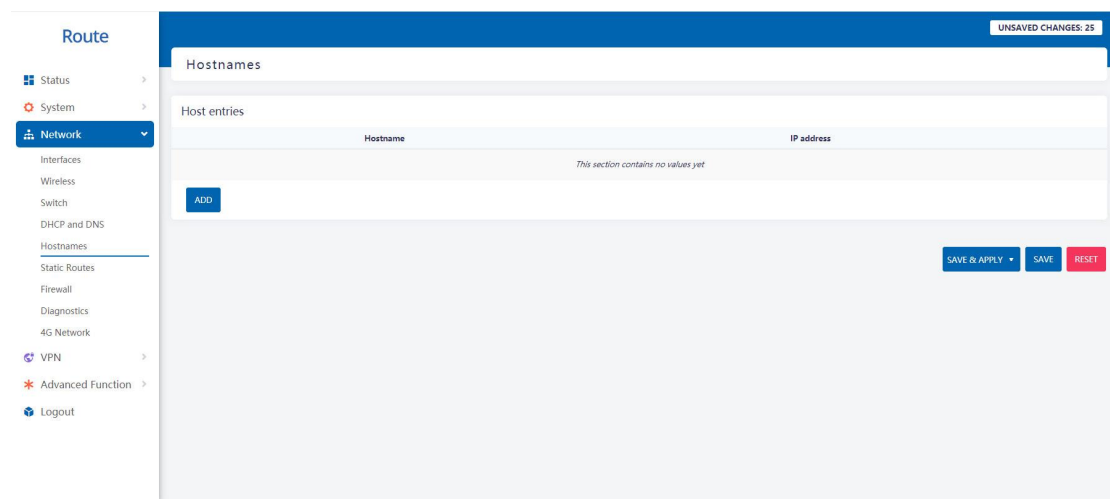 Route
UNSAVED CHANGES: 25
Hostnames
Status
System
Network
Interfaces
Wireless
Switch
DHCP and DNS
Hostnames
Static Routes
Firewall
Diagnostics
4G Network
VPN
Advanced Function
Logout
Host entries
Hostname IP address
This section contains no values yet
ADD
SAVE & APPLY SAVE RESET